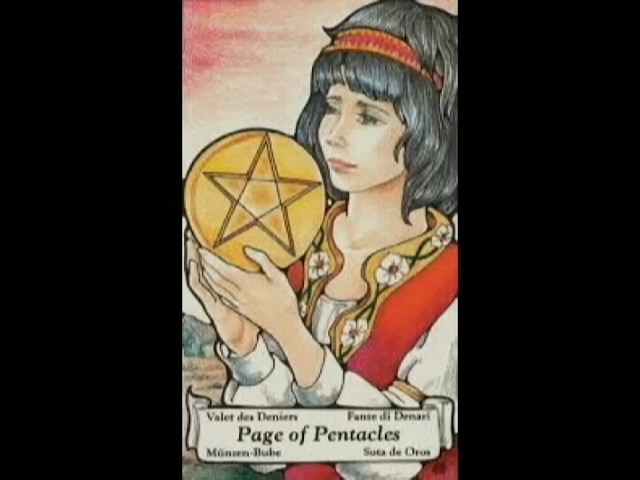 Valet des Deniers Fante di Denari
Page of Pentacles
Münzen-Bube Sota de Oros